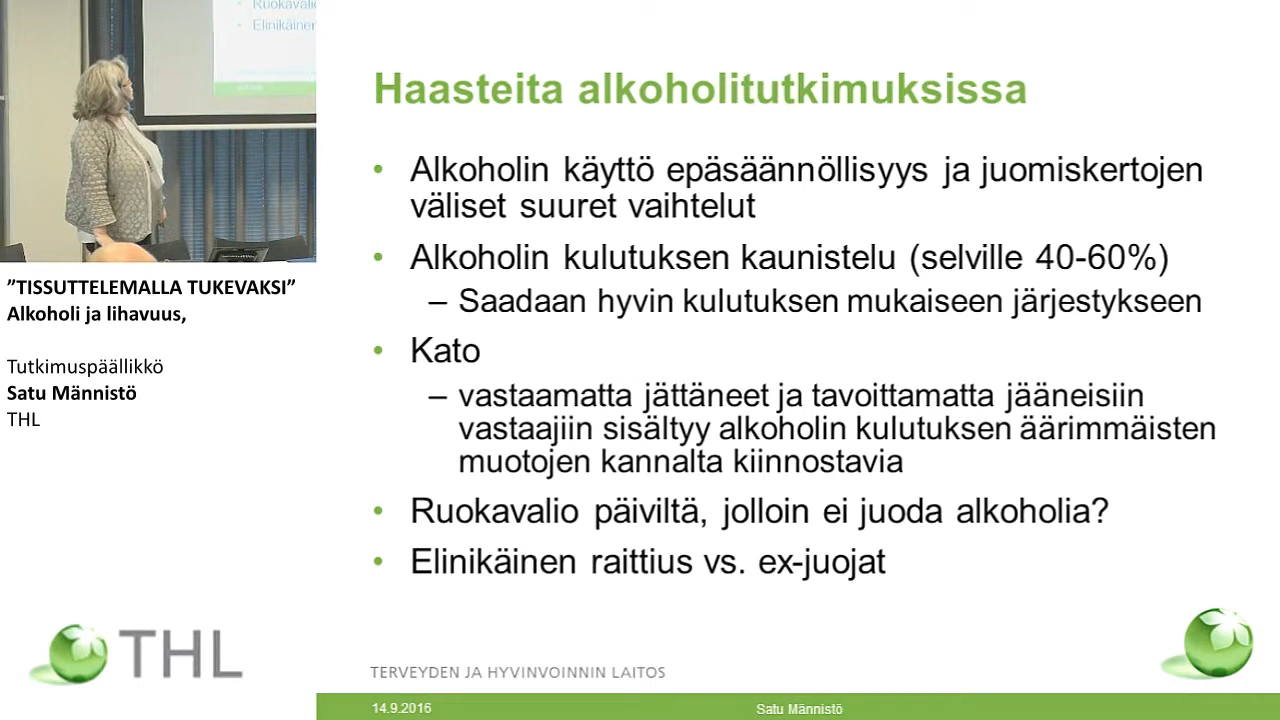 Ruokavalio
Elinikäinen
”TISSUTTELEMALLA TUKEVAKSI”
Alkoholi ja lihavuus,
Tutkimuspäällikkö
Satu Männistö
THL
THL
Haasteita alkoholitutkimuksissa
• Alkoholin käyttö epäsäännöllisyys ja juomiskertojen
väliset suuret vaihtelut
• Alkoholin kulutuksen kaunistelu (selville 40-60%)
– Saadaan hyvin kulutuksen mukaiseen järjestykseen
• Kato
– vastaamatta jättäneet ja tavoittamatta jääneisiin
vastaajiin sisältyy alkoholin kulutuksen äärimmäisten
muotojen kannalta kiinnostavia
• Ruokavalio päiviltä, jolloin ei juoda alkoholia?
• Elinikäinen raittius vs. ex-juojat
TERVEYDEN JA HYVINVOINNIN LAITOS
14.9.2016
Satu Männistö